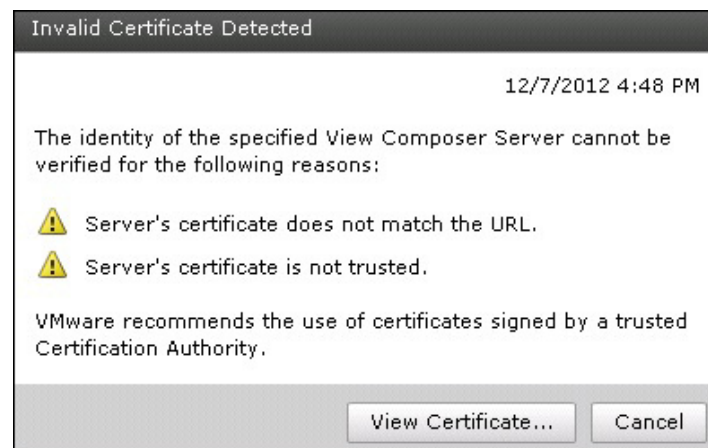 Invalid Certificate Detected
12/7/2012 4:48 PM
The identity of the specified View Composer Server cannot be
verified for the following reasons:
Server's certificate does not match the URL.
Server's certificate is not trusted.
VMware recommends the use of certificates signed by a trusted
Certification Authority.
View Certificate... Cancel